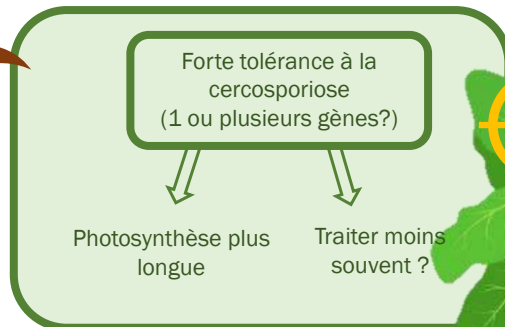 Forte tolérance à la
cercosporiose
(1 ou plusieurs gènes?)
Photosynthèse plus
longue
Traiter moins
souvent ?